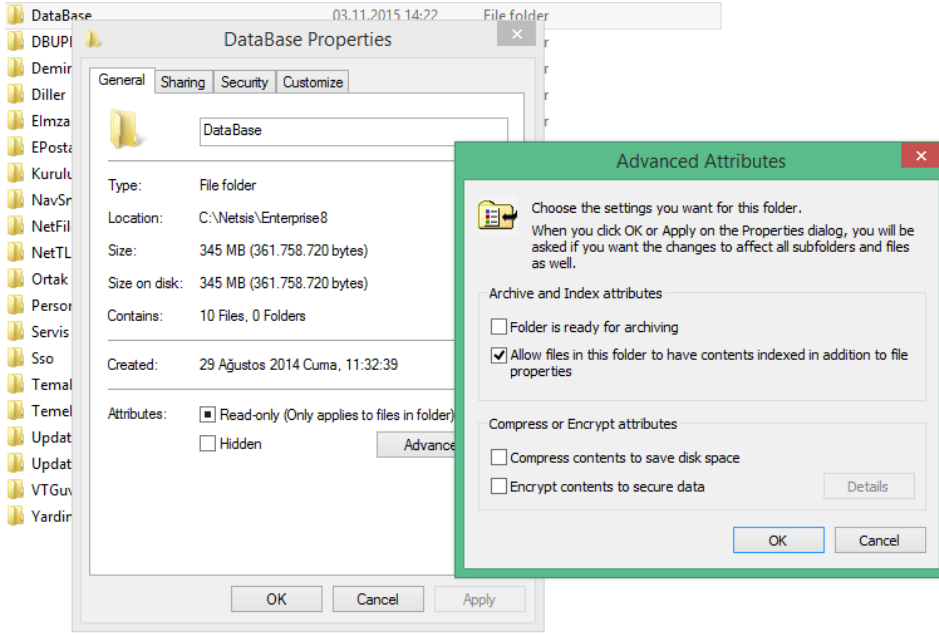 DataBase 03.11.2015 14:22 File folder
DBUP
Demir
Diller
Elmza
EPosta
Kurulu
NavSn
NetFil
NetTL
Ortak
Person
Servis
Sso
Temal
Temel
Updat
Updat
VTGuv
Yardin
DataBase Properties
General Sharing Security Customize
DataBase
Type: File folder
Location: C:\Netsis\Enterprise8
Size: 345 MB (361.758.720 bytes)
Size on disk: 345 MB (361.758.720 bytes)
Contains: 10 Files, 0 Folders
Created: 29 Ağustos 2014 Cuma, 11:32:39
Attributes: Read-only (Only applies to files in folder)
Hidden Advance
OK Cancel Apply
Advanced Attributes
Choose the settings you want for this folder.
When you click OK or Apply on the Properties dialog, you will be
asked if you want the changes to affect all subfolders and files
as well.
Archive and Index attributes
Folder is ready for archiving
Allow files in this folder to have contents indexed in addition to file
properties
Compress or Encrypt attributes
Compress contents to save disk space
Encrypt contents to secure data Details
OK Cancel